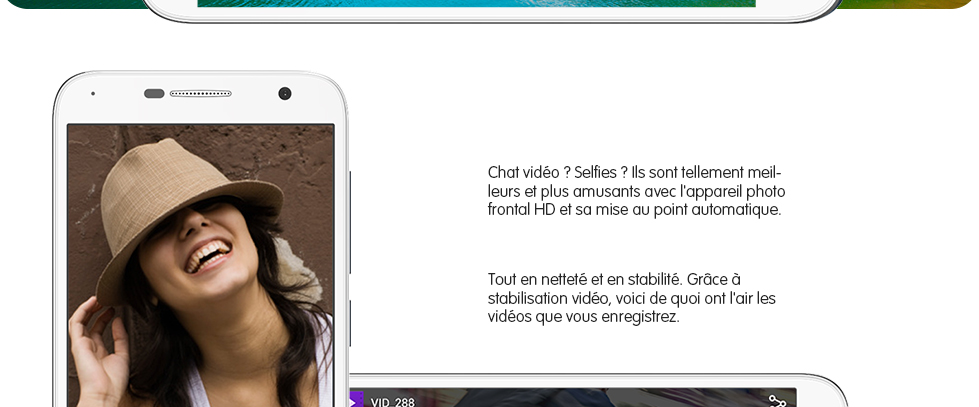 Chat vidéo ? Selfies ? Ils sont tellement meil-
leurs et plus amusants avec l'appareil photo
frontal HD et sa mise au point automatique.
Tout en netteté et en stabilité. Grâce à
stabilisation vidéo, voici de quoi ont l'air les
vidéos que vous enregistrez.
VID_288